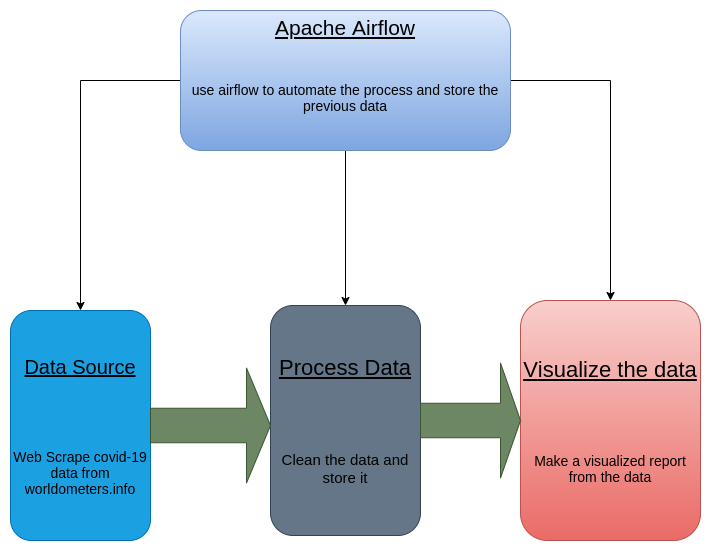 Apache Airflow
use airflow to automate the process and store the
previous data
Data Source
Web Scrape covid-19
data from
worldometers.info
Process Data
Clean the data and
store it
Visualize the data
Make a visualized report
from the data